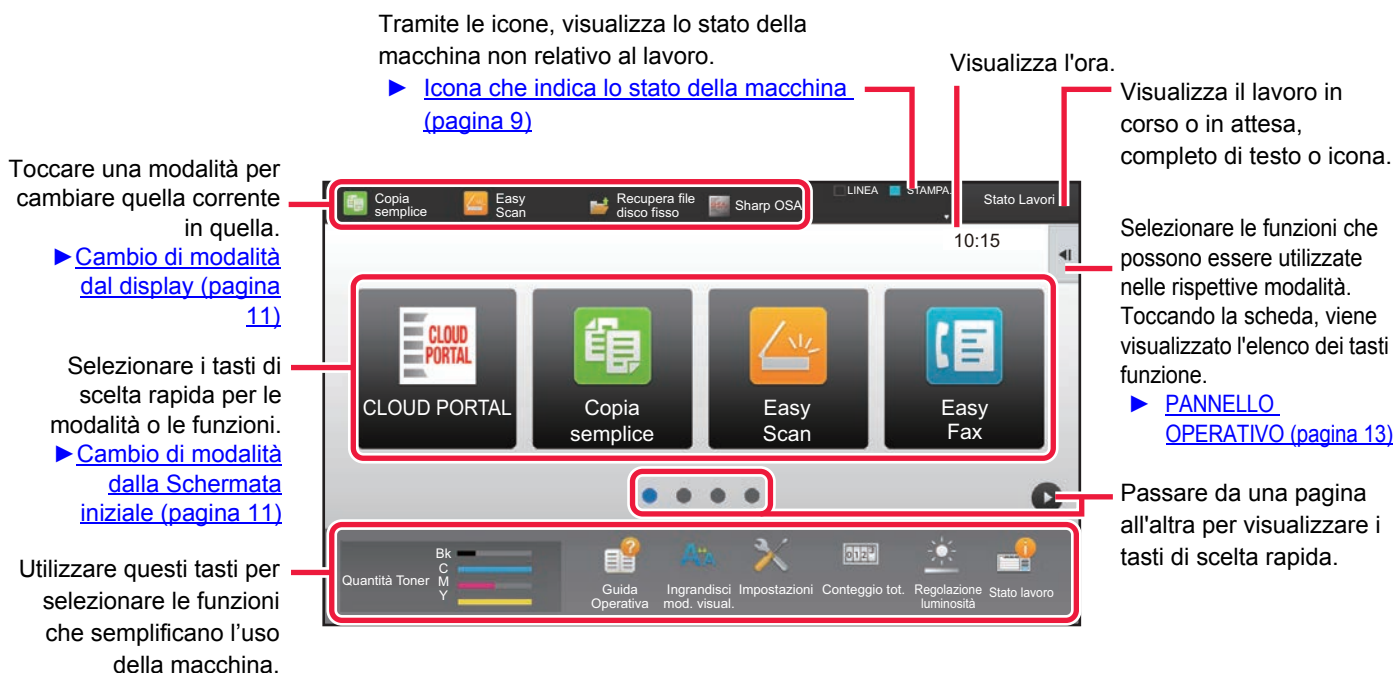 Tramite le icone, visualizza lo stato della
macchina non relativo al lavoro.
► Icona che indica lo stato della macchina
(pagina 9)
Visualizza l'ora.
Visualizza il lavoro in
corso o in attesa,
completo di testo o icona.
Toccare una modalità per
cambiare quella corrente
in quella.
►Cambio di modalità
dal display (pagina
11)
Selezionare i tasti di
scelta rapida per le
modalità o le funzioni.
►Cambio di modalità
dalla Schermata
iniziale (pagina 11)
Utilizzare questi tasti per
selezionare le funzioni
che semplificano l’uso
della macchina.
Copia
semplice
Easy
Scan
Recupera file
disco fisso
Sharp OSA
LINEA
STAMPA.
Stato Lavori
10:15
CLOUD
PORTAL
CLOUD PORTAL
Copia
semplice
Easy
Scan
Easy
Fax
Quantità Toner
Bk
C
M
Y
Guida
Operativa
Ingrandisci
mod. visual.
Impostazioni
Conteggio tot.
Regolazione
luminosità
Stato lavoro
Selezionare le funzioni che
possono essere utilizzate
nelle rispettive modalità.
Toccando la scheda, viene
visualizzato l'elenco dei tasti
funzione.
► PANNELLO
OPERATIVO (pagina 13)
Passare da una pagina
all'altra per visualizzare i
tasti di scelta rapida.